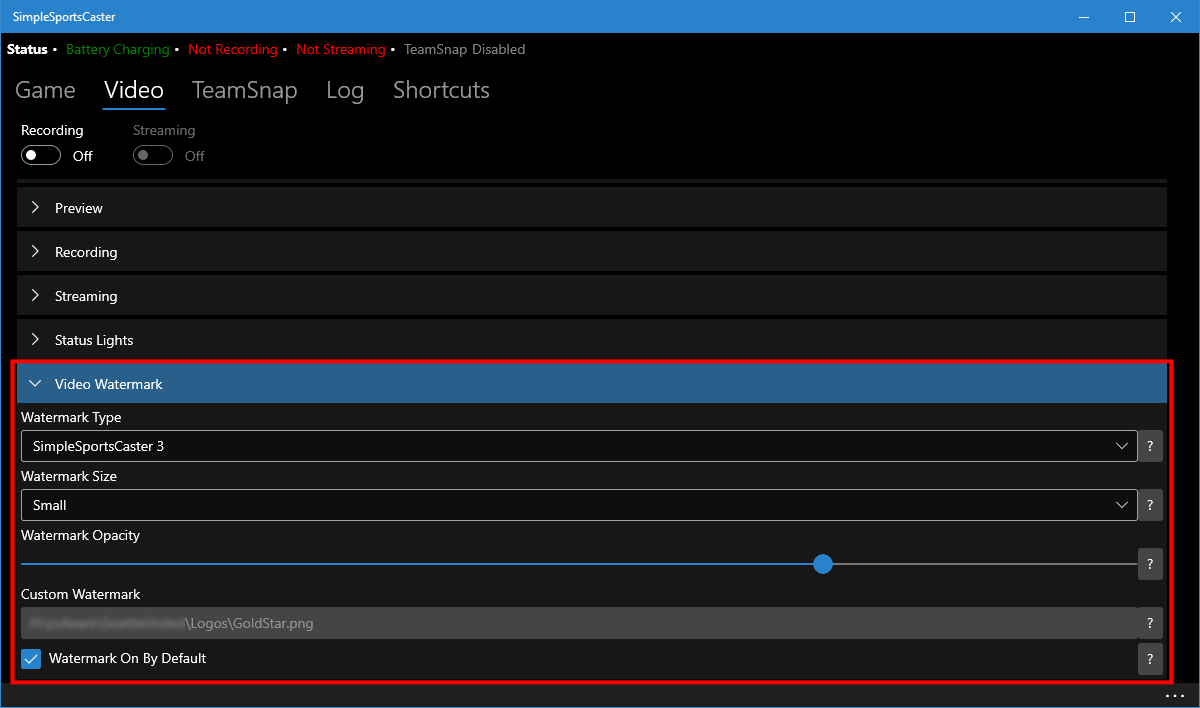 SimpleSportsCaster
Status • Battery Charging • Not Recording • Not Streaming • TeamSnap Disabled
Game Video TeamSnap Log Shortcuts
Recording Streaming
Off Off
Preview
Recording
Streaming
Status Lights
Video Watermark
Watermark Type
SimpleSportsCaster 3 ?
Watermark Size
Small ?
Watermark Opacity
?
Custom Watermark
\Logos\GoldStar.png ?
Watermark On By Default ?
...